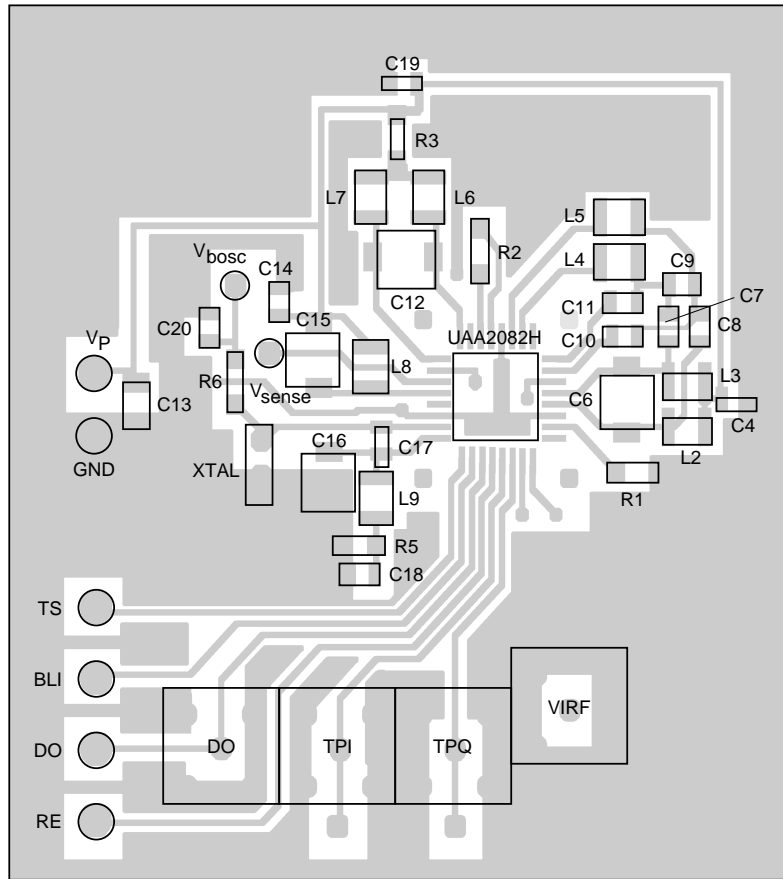 C19
R3
L7
L6
L5
R2
Vbosc
C14
L4
C9
C7
C12
C11
C20
C15
UAA2082H
C10
C8
VP
L8
R6
Vsense
L3
C6
C13
C4
GND
XTAL
C16
C17
L2
L9
R1
R5
C18
TS
BLI
VIRF
DO
DO
TPI
TPQ
RE